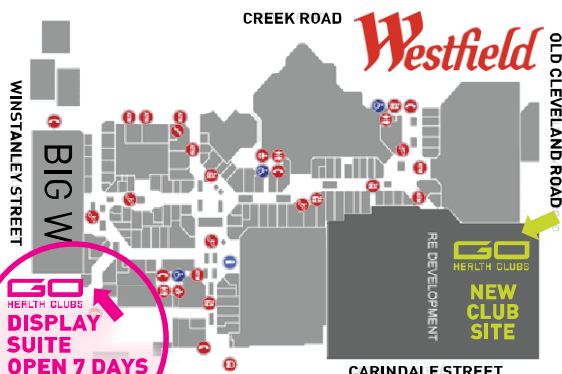 CREEK ROAD
Westfield
OLD CLEVELAND ROAD
WINSTANLEY STREET
BIG W
RE DEVELOPMENT
GO
HEALTH CLUBS
NEW
CLUB
SITE
GO
HEALTH CLUBS
DISPLAY
SUITE
OPEN 7 DAYS
CARINDALE STREET